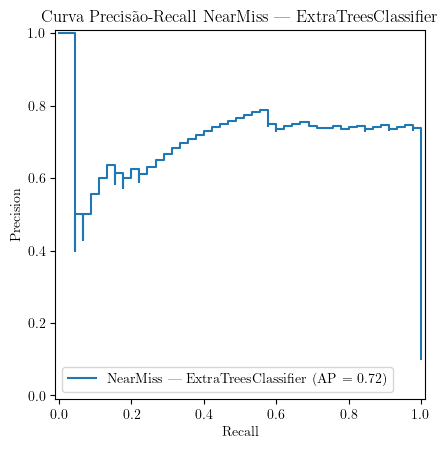 Curva Precisão-Recall NearMiss — ExtraTreesClassifier
1.0
0.8
0.6
0.4
0.2
0.0
Precision
NearMiss — ExtraTreesClassifier (AP = 0.72)
0.0 0.2 0.4 0.6 0.8 1.0
Recall